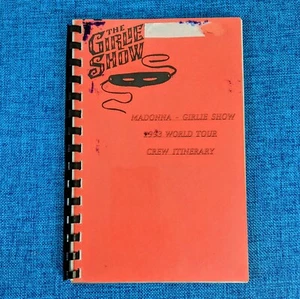 THE
GIRLIE
SHOW
MADONNA - GIRLIE SHOW
1993 WORLD TOUR
CREW ITINERARY